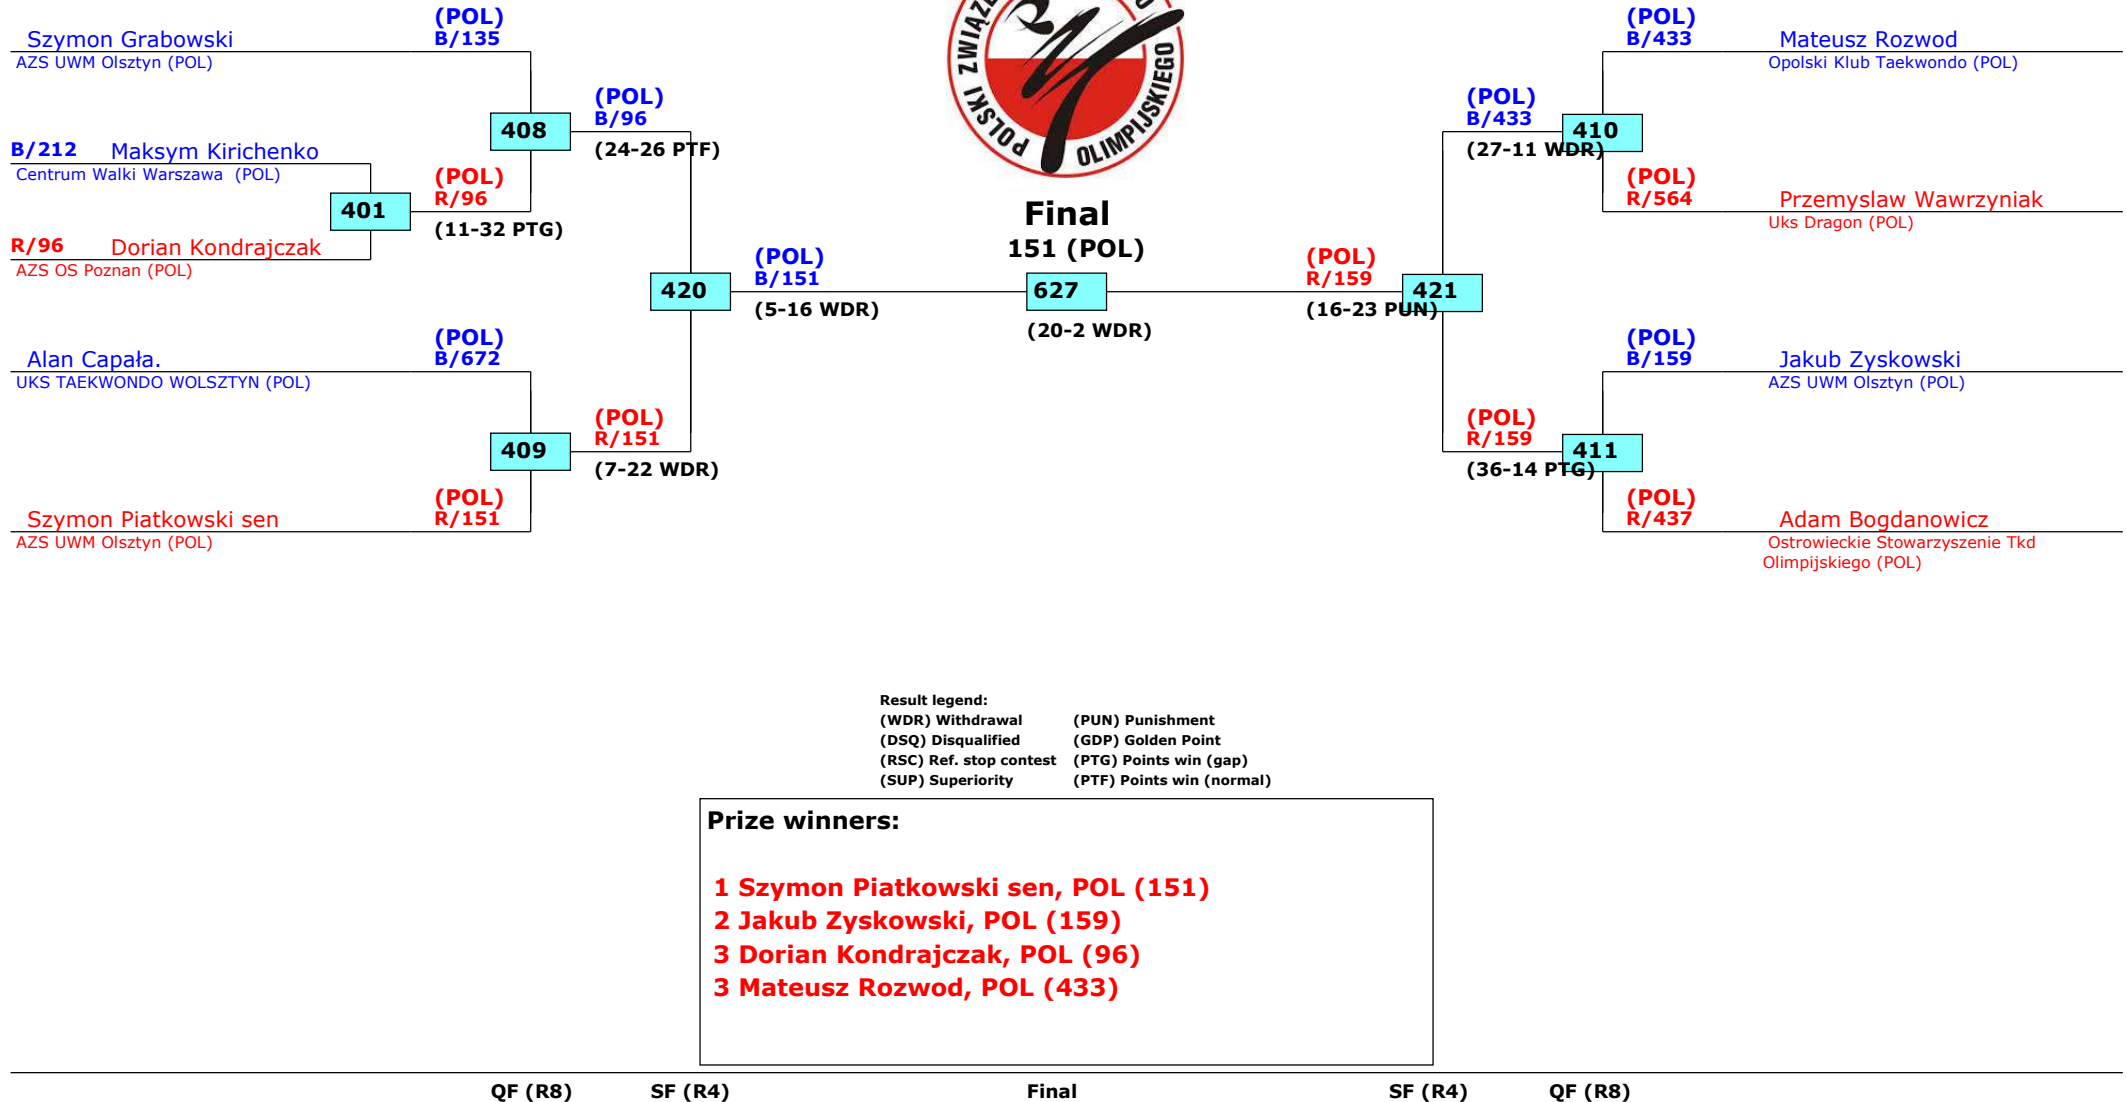 (POL)
B/135
Szymon Grabowski
AZS UWM Olsztyn (POL)
408
(POL)
B/96
(24-26 PTF)
B/212 Maksym Kirichenko
Centrum Walki Warszawa (POL)
401
(POL)
R/96
(11-32 PTG)
R/96 Dorian Kondrajczak
AZS OS Poznan (POL)
420
(POL)
B/151
(5-16 WDR)
(POL)
B/672
Alan Capała.
UKS TAEKWONDO WOLSZTYN (POL)
409
(POL)
R/151
(7-22 WDR)
(POL)
R/151
Szymon Piatkowski sen
AZS UWM Olsztyn (POL)
POLSKI ZWIĄZE
OLIMPIJSKIEGO
Final
151 (POL)
627
(20-2 WDR)
(POL)
B/433
Mateusz Rozwod
Opolski Klub Taekwondo (POL)
(POL)
B/433
410
(27-11 WDR)
(POL)
R/564
Przemyslaw Wawrzyniak
Uks Dragon (POL)
(POL)
R/159
421
(16-23 PUN)
(POL)
B/159
Jakub Zyskowski
AZS UWM Olsztyn (POL)
(POL)
R/159
411
(36-14 PTG)
(POL)
R/437
Adam Bogdanowicz
Ostrowieckie Stowarzyszenie Tkd
Olimpijskiego (POL)
Result legend:
(WDR) Withdrawal (PUN) Punishment
(DSQ) Disqualified (GDP) Golden Point
(RSC) Ref. stop contest (PTG) Points win (gap)
(SUP) Superiority (PTF) Points win (normal)
Prize winners:
1 Szymon Piatkowski sen, POL (151)
2 Jakub Zyskowski, POL (159)
3 Dorian Kondrajczak, POL (96)
3 Mateusz Rozwod, POL (433)
QF (R8) SF (R4) Final SF (R4) QF (R8)